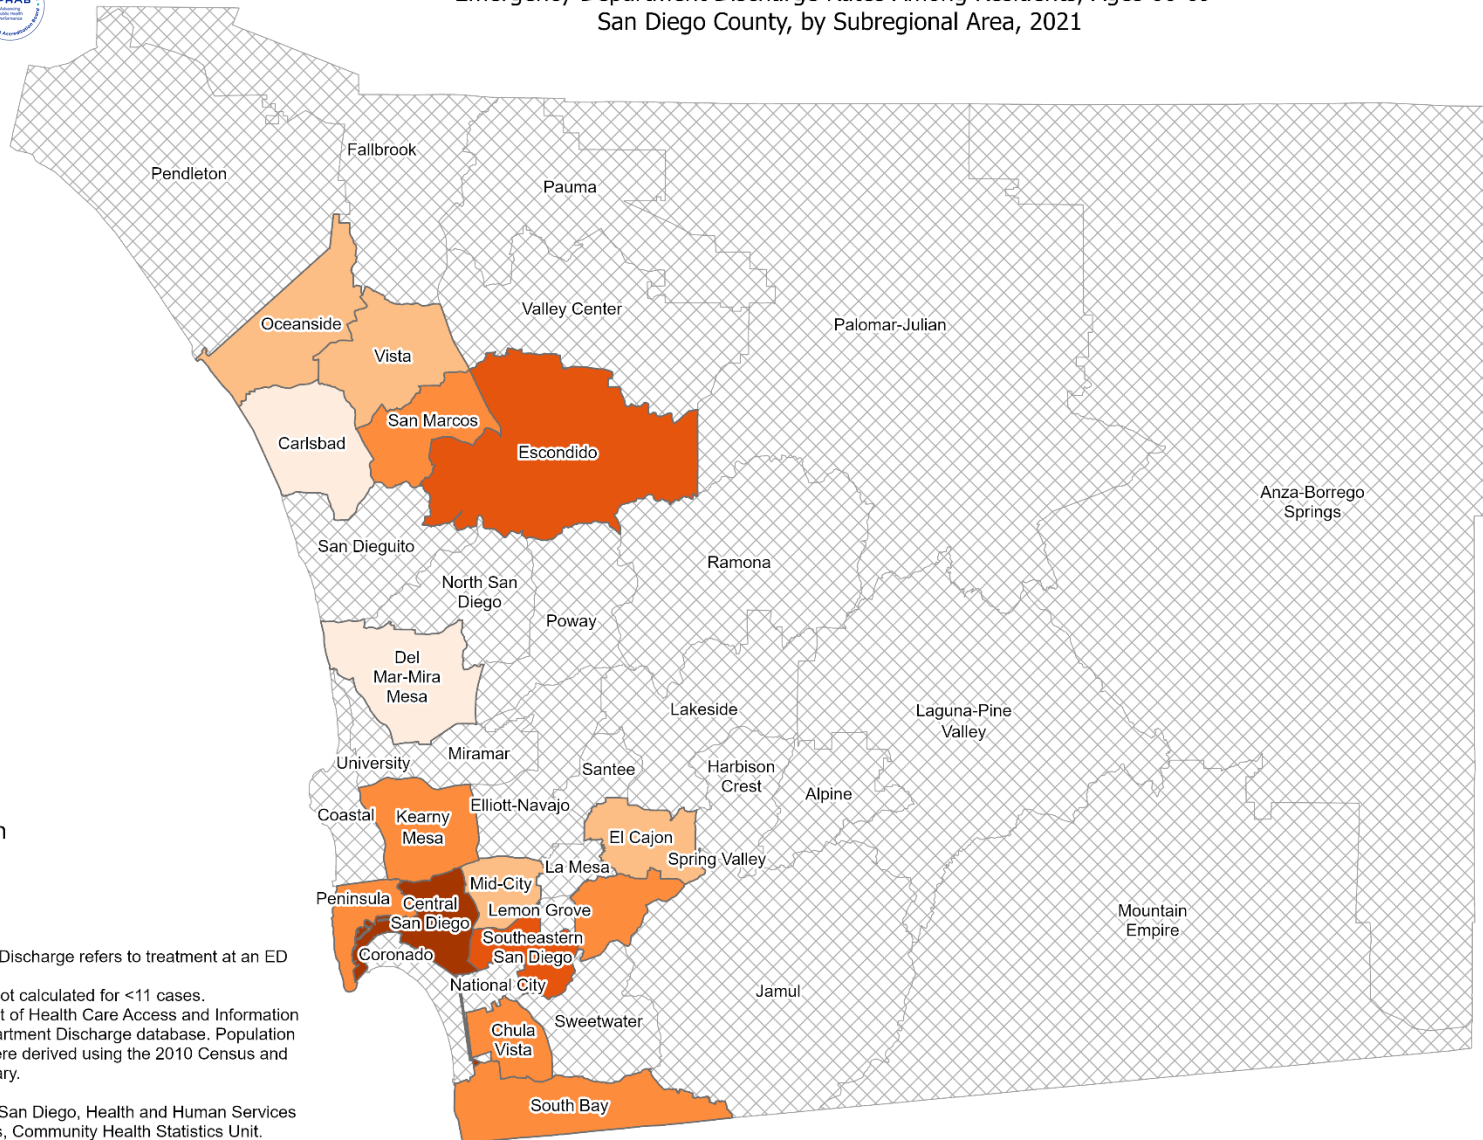 San Diego County, by Subregional Area, 2021
Fallbrook
Pendleton
Pauma
Valley Center
Oceanside
Palomar-Julian
Vista
San Marcos
Carlsbad
Escondido
Anza-Borrego
Springs
San Dieguito
Ramona
North San
Diego
Poway
Del
Mar-Mira
Mesa
Lakeside
Laguna-Pine
Valley
Miramar
University
Santee
Harbison
Crest
Alpine
Elliott-Navajo
Coastal
Kearny
Mesa
El Cajon
Spring Valley
La Mesa
Mid-City
Peninsula
Central
San Diego
Lemon Grove
Mountain
Empire
Southeastern
San Diego
Coronado
National City
Jamul
Sweetwater
Chula
Vista
South Bay
Discharge refers to treatment at an ED
ot calculated for <11 cases.
t of Health Care Access and Information
artment Discharge database. Population
ere derived using the 2010 Census and
ary.
San Diego, Health and Human Services
s, Community Health Statistics Unit.